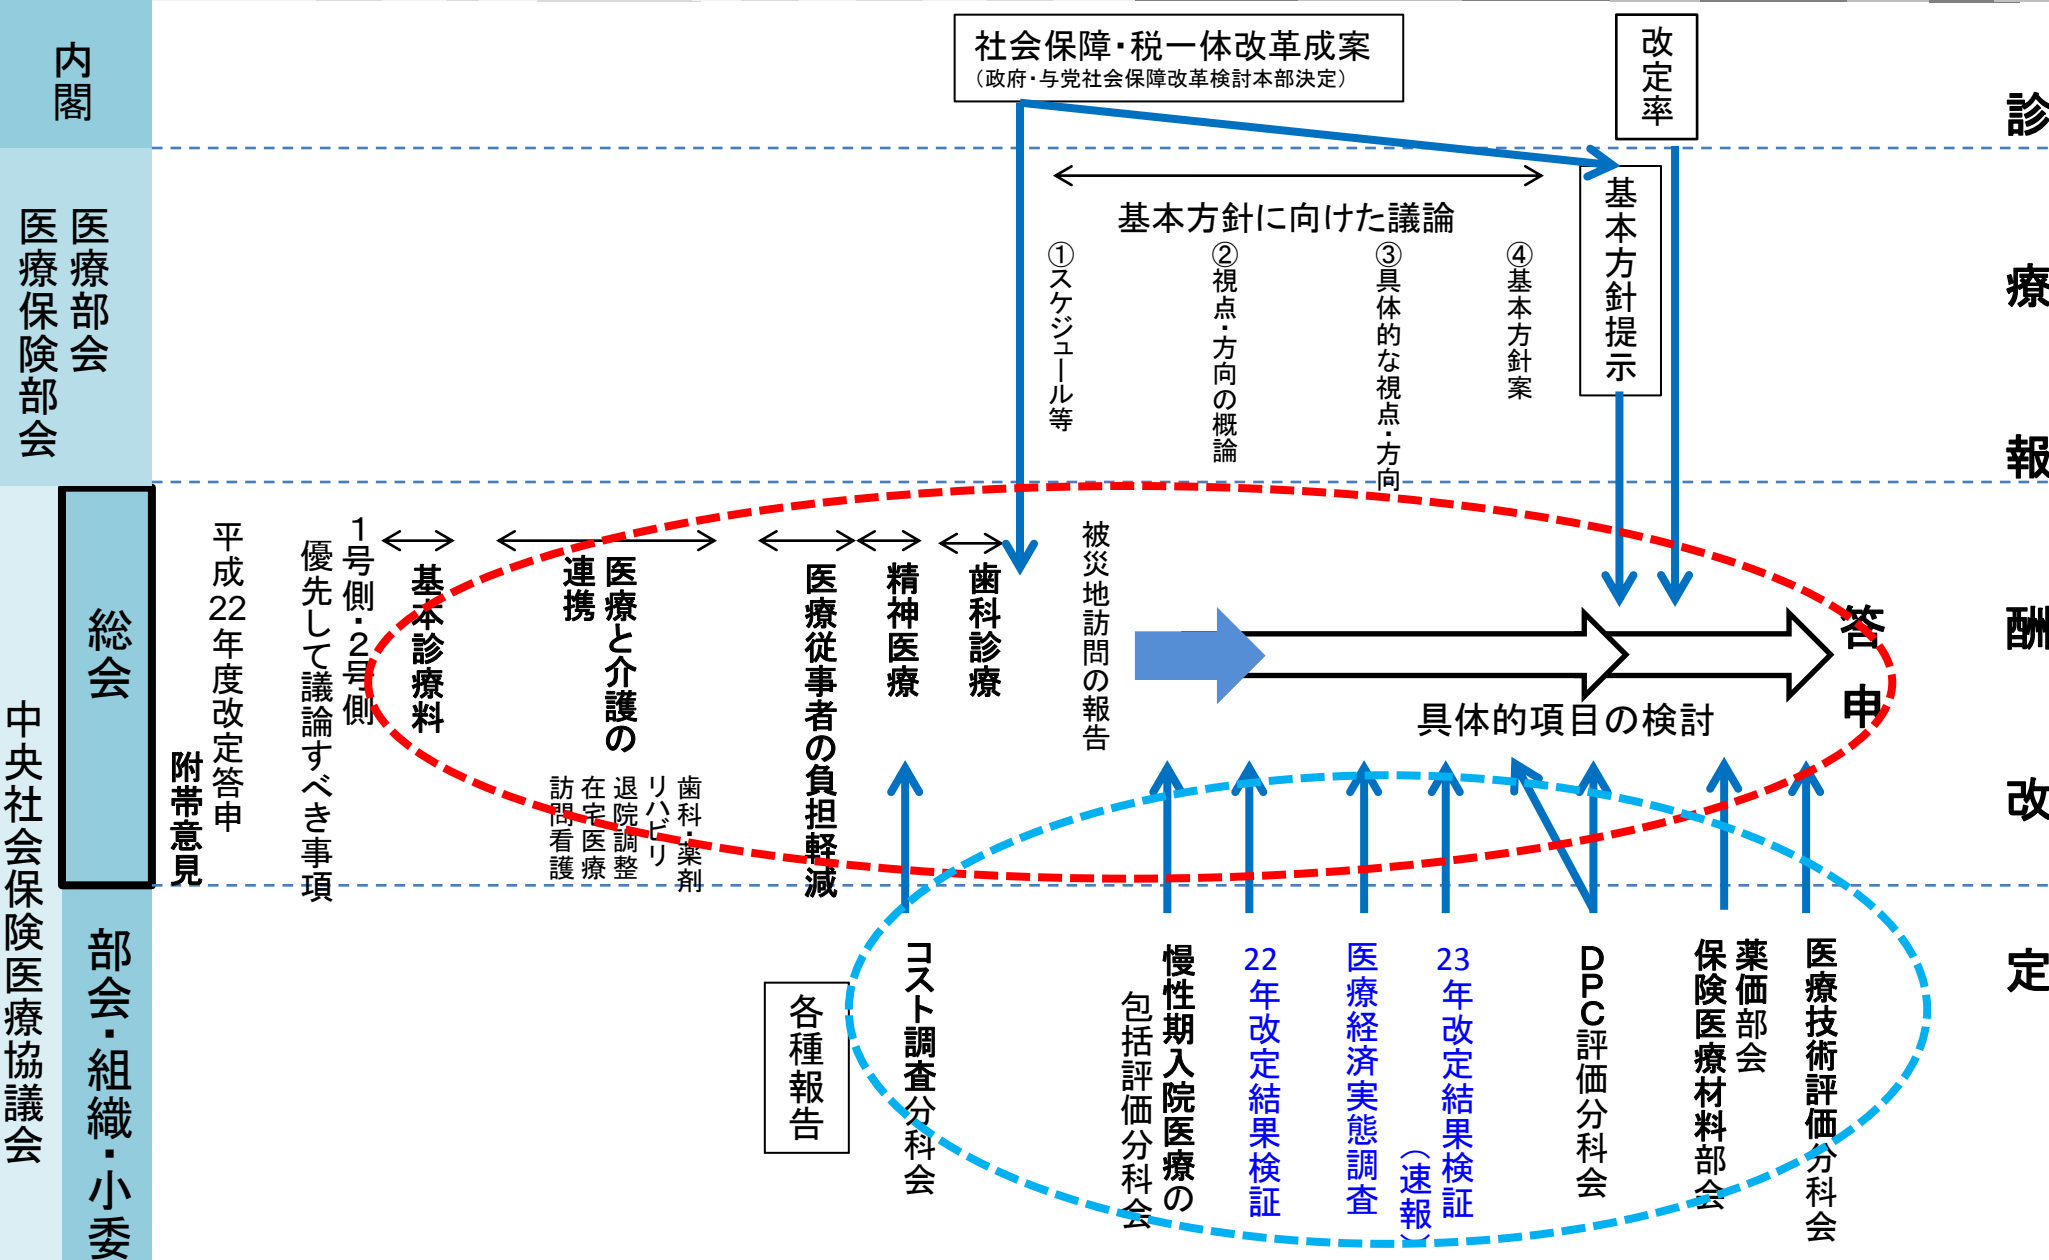 内閣
社会保障・税一体改革成案
（政府・与党社会保障改革検討本部決定）
改定率
医療部会
医療保険部会
基本方針に向けた議論
①スケジュール等
②視点・方向の概論
③具体的な視点・方向
④基本方針案
基本方針提示
中央社会保険医療協議会
総会
平成22年度改定答申
附帯意見
1号側・2号側
優先して議論すべき事項
基本診療料
医療と介護の
連携
歯科・薬剤
リハビリ
退院調整
在宅医療
訪問看護
医療従事者の負担軽減
精神医療
歯科診療
被災地訪問の報告
具体的項目の検討
答申
部会・組織・小委
各種報告
コスト調査分科会
慢性期入院医療の
包括評価分科会
22年改定結果検証
医療経済実態調査
23年改定結果検証
（速報）
DPC評価分科会
薬価部会
保険医療材料部会
医療技術評価分科会
診療報酬改定